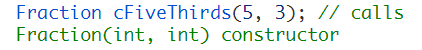 Fraction cFiveThirds(5, 3); // calls
Fraction(int, int) constructor